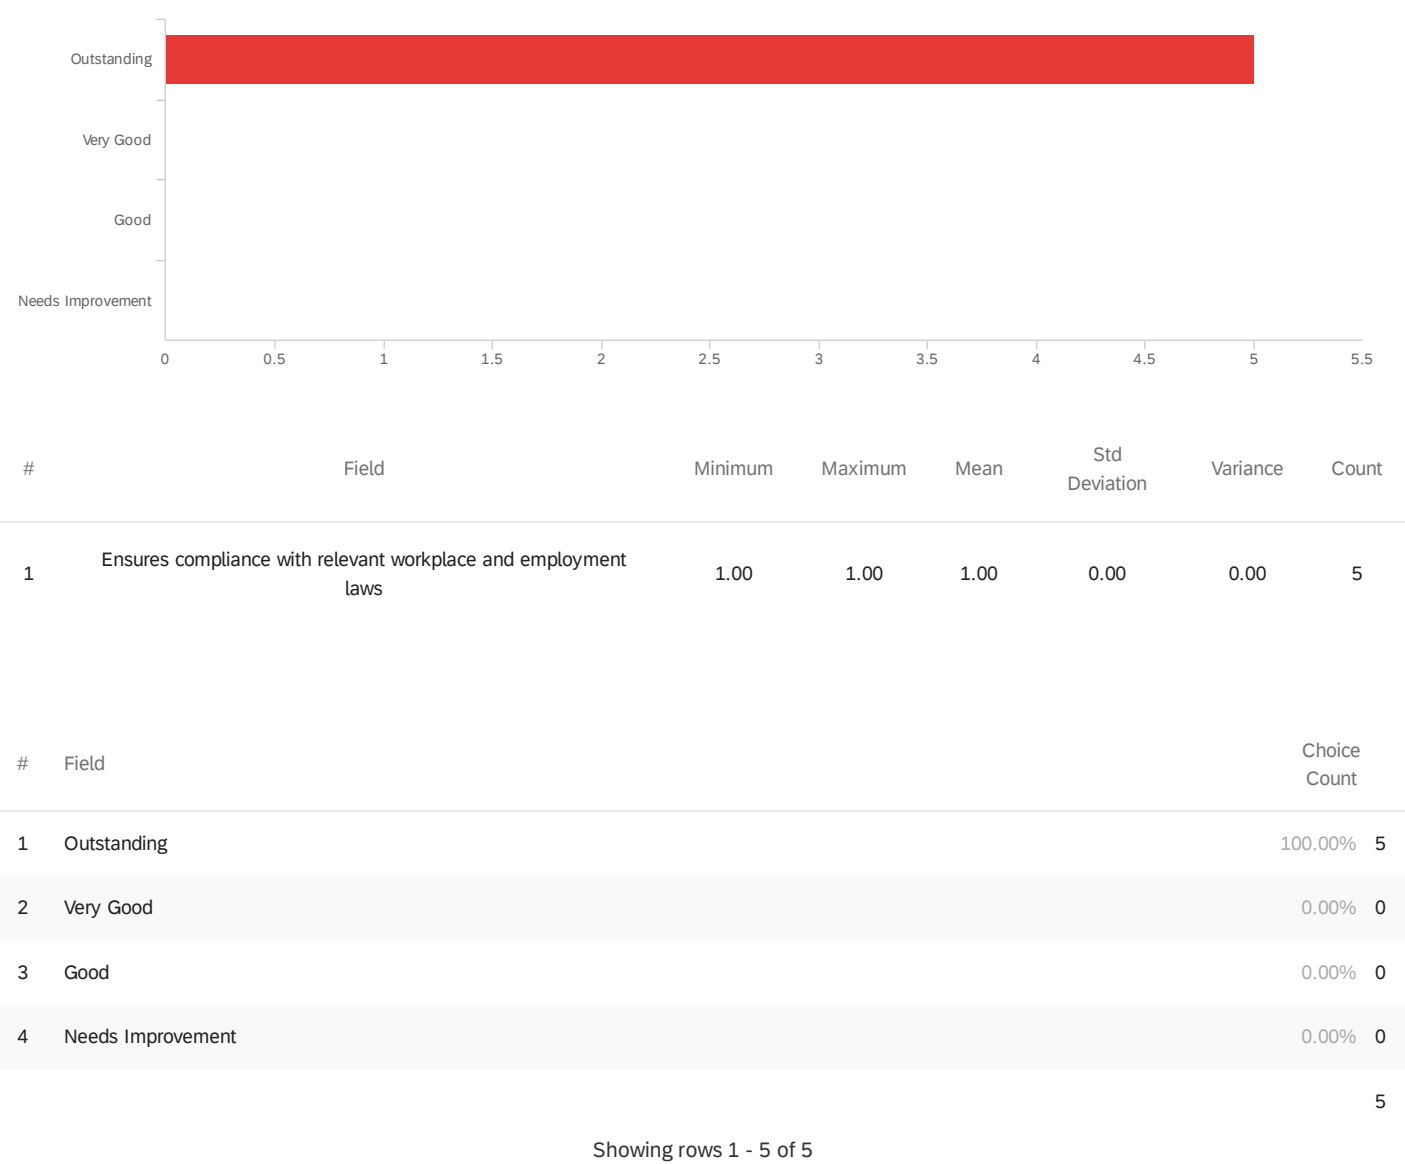 Outstanding
Very Good
Good
Needs Improvement
0 0.5 1 1.5 2 2.5 3 3.5 4 4.5 5 5.5
# Field Minimum Maximum Mean Std Deviation Variance Count
1 Ensures compliance with relevant workplace and employment laws 1.00 1.00 1.00 0.00 0.00 5
# Field Choice Count
1 Outstanding 100.00% 5
2 Very Good 0.00% 0
3 Good 0.00% 0
4 Needs Improvement 0.00% 0
5
Showing rows 1 - 5 of 5